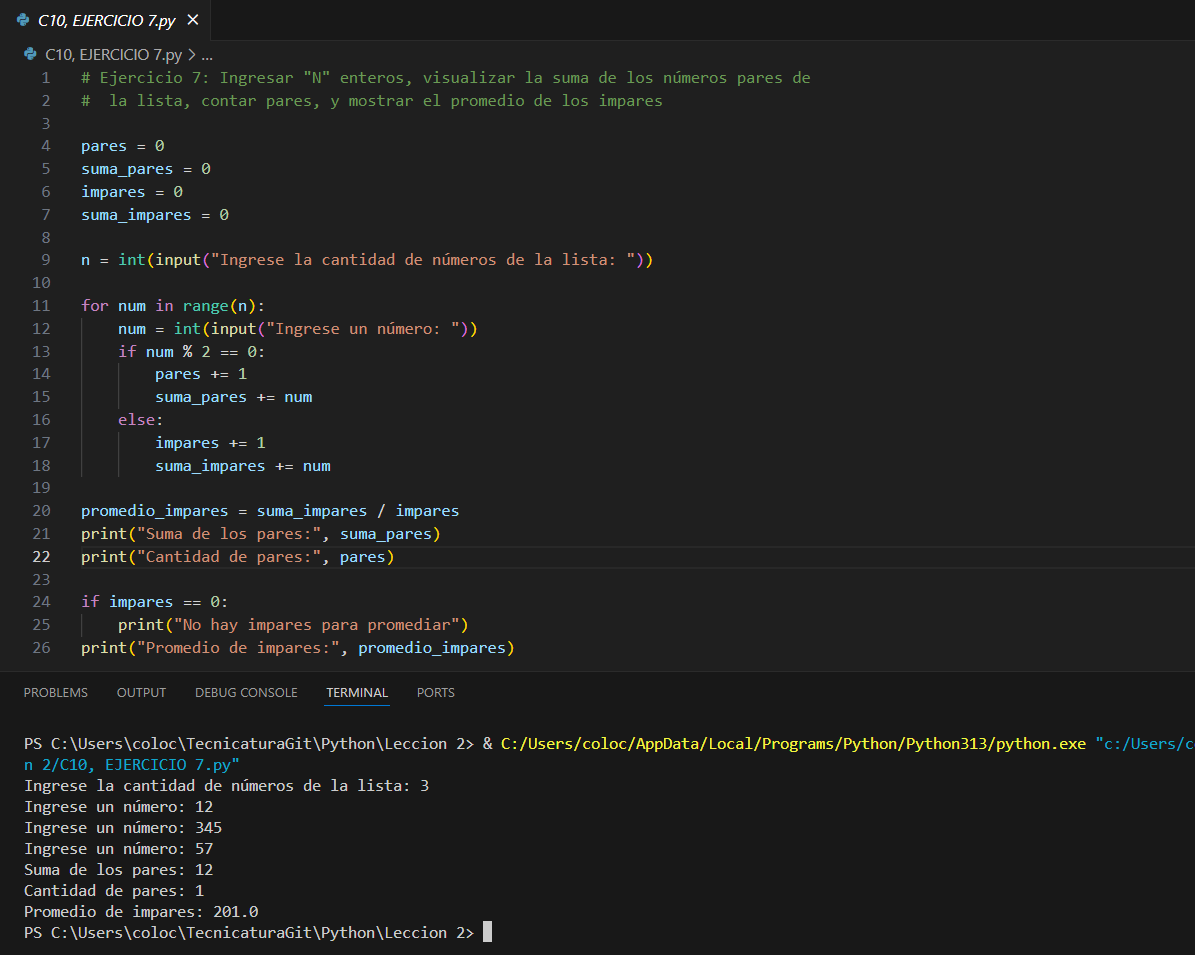 C10, EJERCICIO 7.py ×
C10, EJERCICIO 7.py > ...
1 # Ejercicio 7: Ingresar "N" enteros, visualizar la suma de los números pares de
2 #  la lista, contar pares, y mostrar el promedio de los impares
3
4 pares = 0
5 suma_pares = 0
6 impares = 0
7 suma_impares = 0
8
9 n = int(input("Ingrese la cantidad de números de la lista: "))
10
11 for num in range(n):
12     num = int(input("Ingrese un número: "))
13     if num % 2 == 0:
14         pares += 1
15         suma_pares += num
16     else:
17         impares += 1
18         suma_impares += num
19
20 promedio_impares = suma_impares / impares
21 print("Suma de los pares:", suma_pares)
22 print("Cantidad de pares:", pares)
23
24 if impares == 0:
25     print("No hay impares para promediar")
26 print("Promedio de impares:", promedio_impares)
PROBLEMS OUTPUT DEBUG CONSOLE TERMINAL PORTS
PS C:\Users\coloc\TecnicaturaGit\Python\Leccion 2> & C:/Users/coloc/AppData/Local/Programs/Python/Python313/python.exe "c:/Users/c
n 2/C10, EJERCICIO 7.py"
Ingrese la cantidad de números de la lista: 3
Ingrese un número: 12
Ingrese un número: 345
Ingrese un número: 57
Suma de los pares: 12
Cantidad de pares: 1
Promedio de impares: 201.0
PS C:\Users\coloc\TecnicaturaGit\Python\Leccion 2>